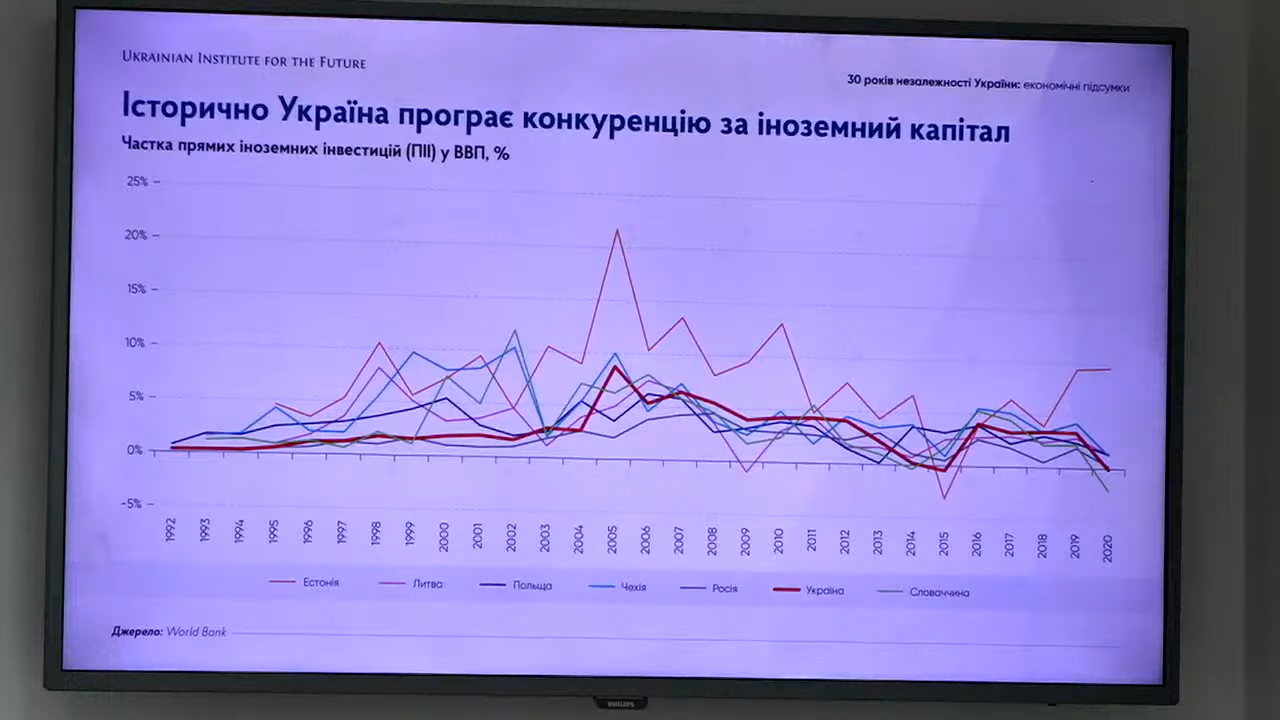 UKRAINIAN INSTITUTE FOR THE FUTURE
30 років незалежності України: економічні підсумки
Історично Україна програє конкуренцію за іноземний капітал
Частка прямих іноземних інвестицій (ПІІ) у ВВП, %
25%
20%
15%
10%
5%
0%
-5%
1992 1993 1994 1995 1996 1997 1998 1999 2000 2001 2002 2003 2004 2005 2006 2007 2008 2009 2010 2011 2012 2013 2014 2015 2016 2017 2018 2019 2020
Естонія Литва Польща Чехія Росія Україна Словаччина
Джерело: World Bank
PHILIPS